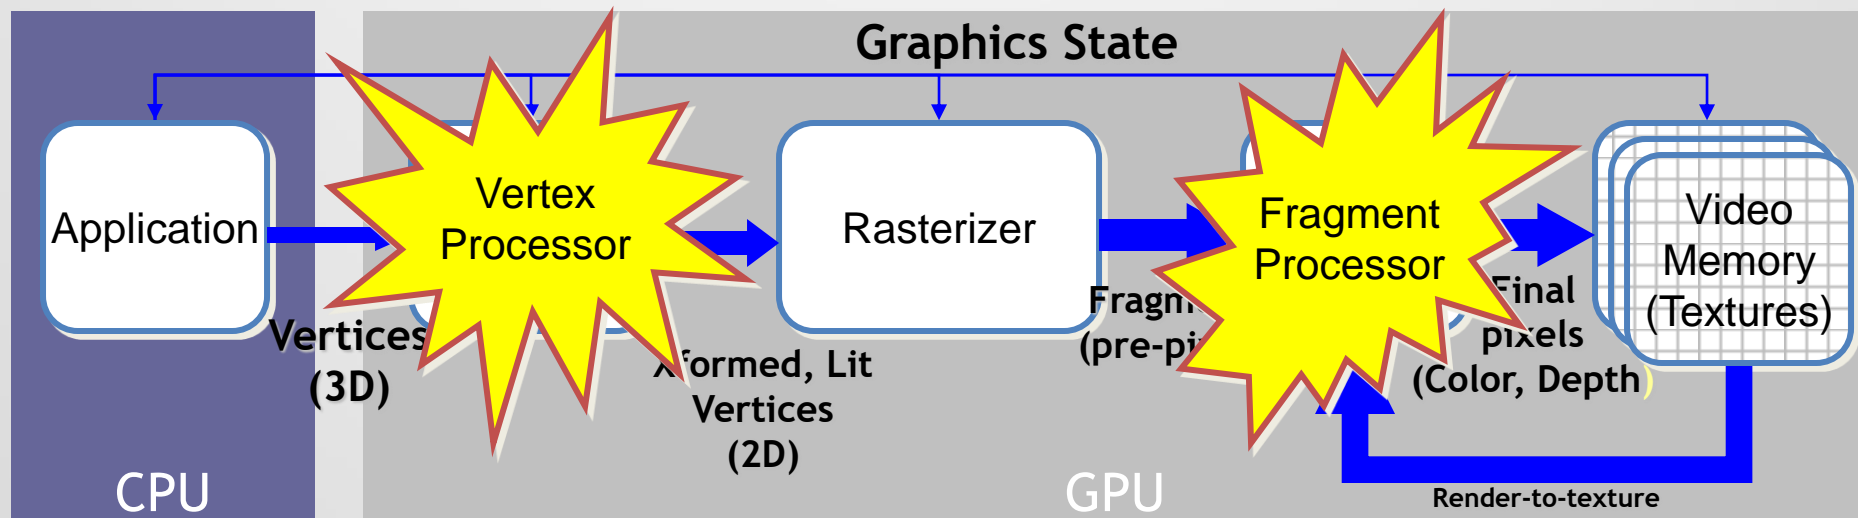 Graphics State
Application
Vertex
Processor
Rasterizer
Fragment
Processor
Video
Memory
(Textures)
Vertices
(3D)
Lit
Vertices
(2D)
Final
pixels
(Color, Depth)
CPU
GPU
Render-to-texture